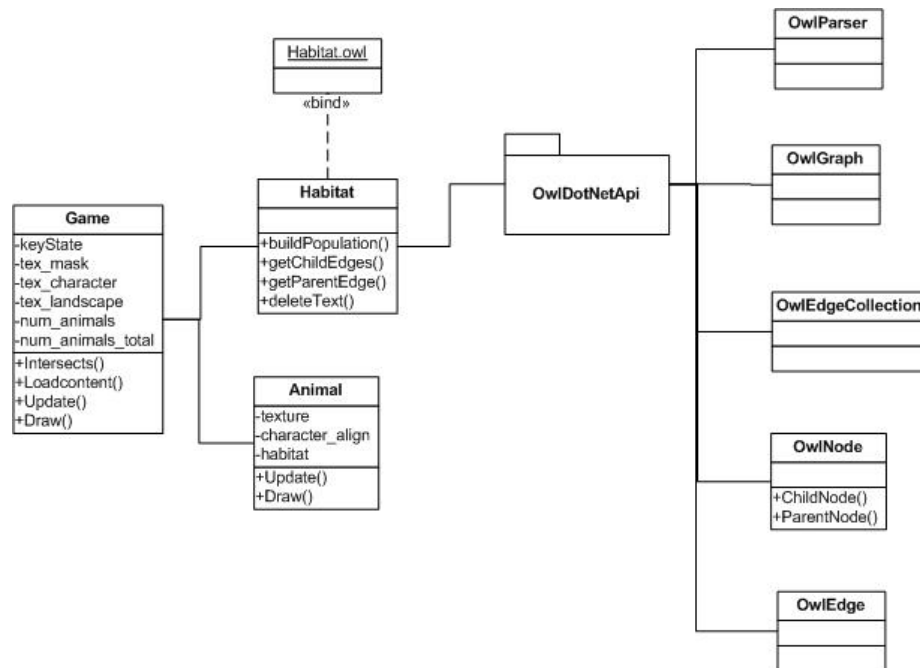 Habitat.owl
«bind»
Game
-keyState
-tex_mask
-tex_character
-tex_landscape
-num_animals
-num_animals_total
+Intersects()
+Loadcontent()
+Update()
+Draw()
Habitat
+buildPopulation()
+getChildEdges()
+getParentEdge()
+deleteText()
Animal
-texture
-character_align
-habitat
+Update()
+Draw()
OwlDotNetApi
OwlParser
OwlGraph
OwlEdgeCollection
OwlNode
+ChildNode()
+ParentNode()
OwlEdge